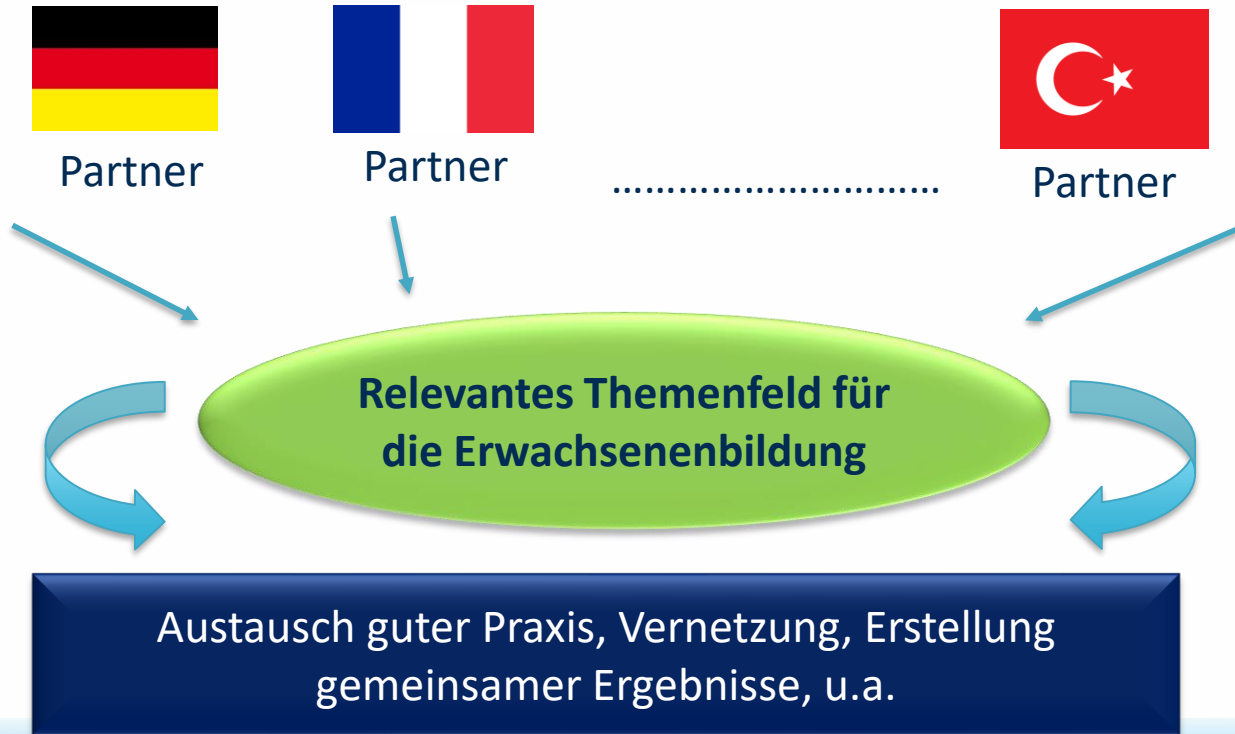 Partner
Partner
..............................
Partner
Relevantes Themenfeld für
die Erwachsenenbildung
Austausch guter Praxis, Vernetzung, Erstellung
gemeinsamer Ergebnisse, u.a.